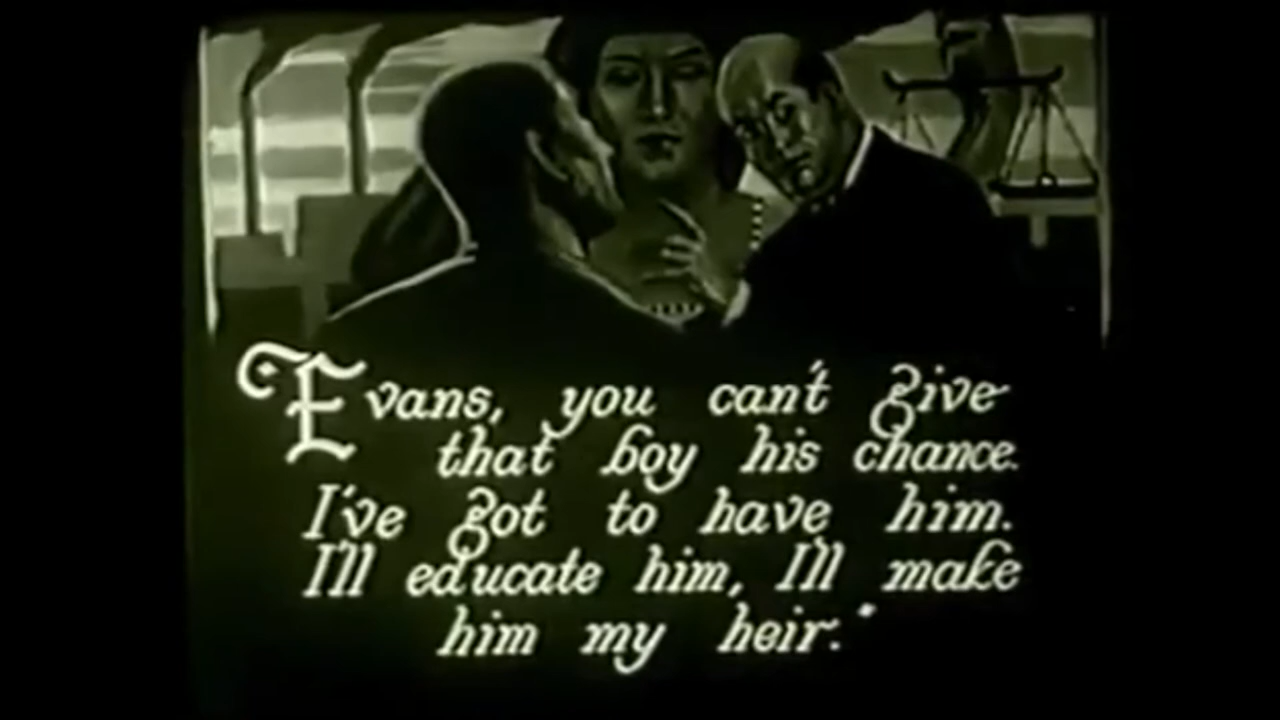 Evans, you can't give
that boy his chance.
I've got to have him.
I'll educate him, I'll make
him my heir."